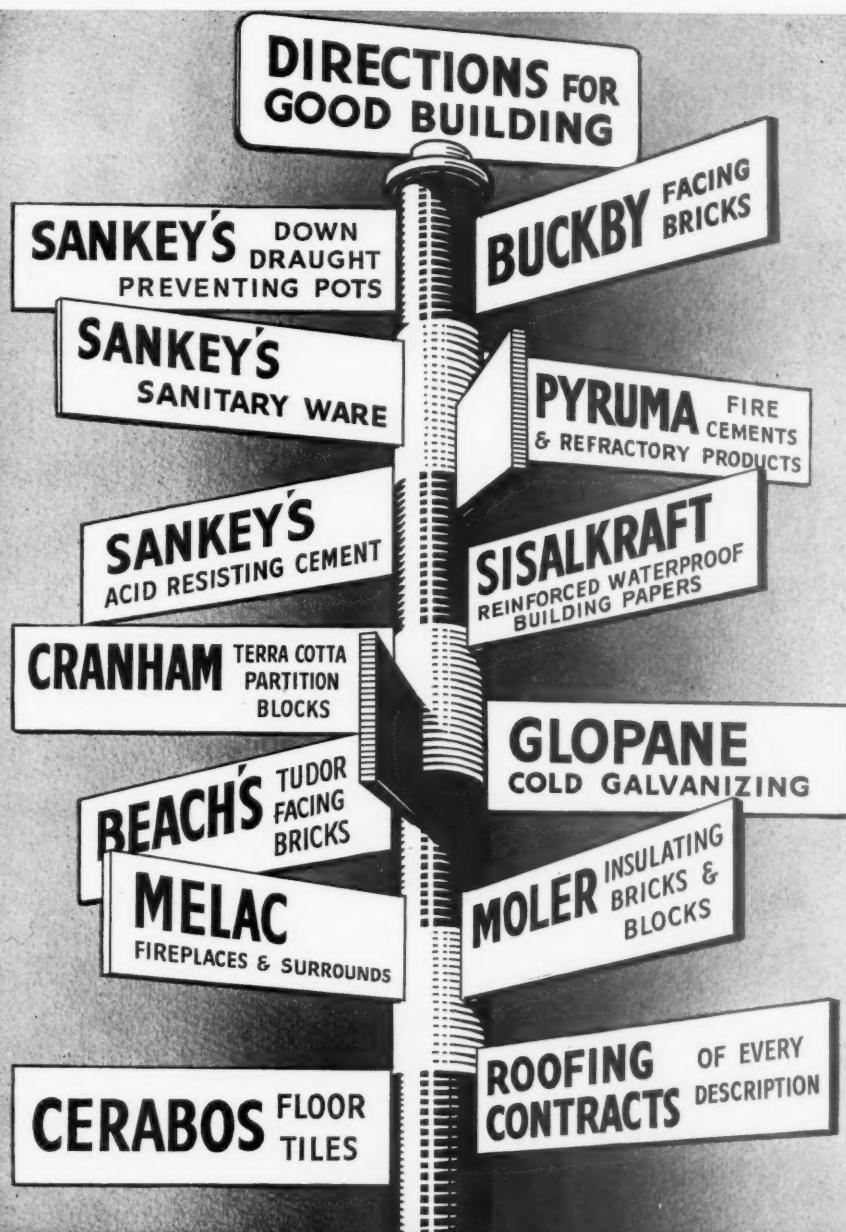 DIRECTIONS FOR
GOOD BUILDING
SANKEY'S DOWN
DRAUGHT
PREVENTING POTS
BUCKBY FACING
BRICKS
SANKEY'S
SANITARY WARE
PYRUMA FIRE
CEMENTS
& REFRACTORY PRODUCTS
SANKEY'S
ACID RESISTING CEMENT
SISALKRAFT
REINFORCED WATERPROOF
BUILDING PAPERS
CRANHAM TERRA COTTA
PARTITION
BLOCKS
GLOPANE
COLD GALVANIZING
BEACH'S TUDOR
FACING
BRICKS
MOLER INSULATING
BRICKS &
BLOCKS
MELAC
FIREPLACES & SURROUNDS
ROOFING OF EVERY
CONTRACTS DESCRIPTION
CERABOS FLOOR
TILES